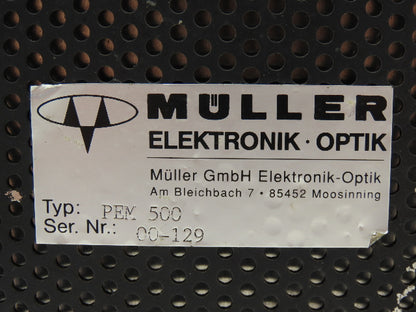 MÜLLER
ELEKTRONIK · OPTIK
Müller GmbH Elektronik-Optik
Am Bleichbach 7 · 85452 Moosinning
Typ: PEM 500
Ser. Nr.: 00-129